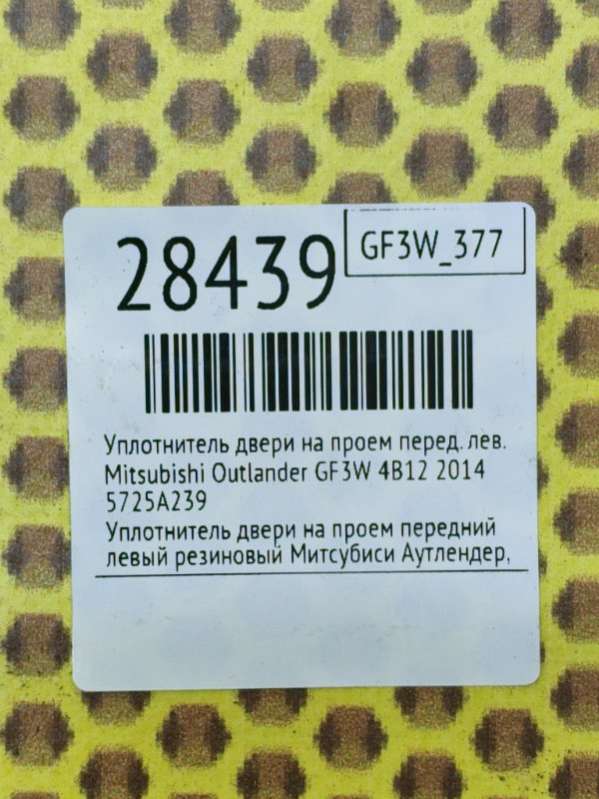 28439
GF3W_377
Уплотнитель двери на проем перед. лев.
Mitsubishi Outlander GF3W 4B12 2014
5725A239
Уплотнитель двери на проем передний
левый резиновый Митсубиси Аутлендер,